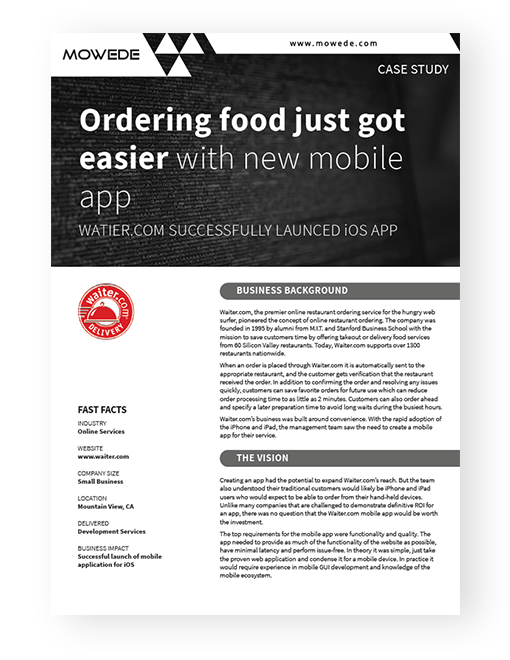 MOWEDE
www.mowede.com
CASE STUDY
Ordering food just got
easier with new mobile
app
WATIER.COM SUCCESSFULLY LAUNCED iOS APP
waiter.com
DELIVERY
FAST FACTS
INDUSTRY
Online Services
WEBSITE
www.waiter.com
COMPANY SIZE
Small Business
LOCATION
Mountain View, CA
DELIVERED
Development Services
BUSINESS IMPACT
Successful launch of mobile
application for iOS
BUSINESS BACKGROUND
Waiter.com, the premier online restaurant ordering service for the hungry web
surfer, pioneered the concept of online restaurant ordering. The company was
founded in 1995 by alumni from M.I.T. and Stanford Business School with the
mission to save customers time by offering takeout or delivery food services
from 60 Silicon Valley restaurants. Today, Waiter.com supports over 1300
restaurants nationwide.
When an order is placed through Waiter.com it is automatically sent to the
appropriate restaurant, and the customer gets verification that the restaurant
received the order. In addition to confirming the order and resolving any issues
quickly, customers can save favorite orders for future use which can reduce
order processing time to as little as 2 minutes. Customers can also order ahead
and specify a later preparation time to avoid long waits during the busiest hours.
Waiter.com's business was built around convenience. With the rapid adoption of
the iPhone and iPad, the management team saw the need to create a mobile
app for their service.
THE VISION
Creating an app had the potential to expand Waiter.com's reach. But the team
also understood their traditional customers would likely be iPhone and iPad
users who would expect to be able to order from their hand-held devices.
Unlike many companies that are challenged to demonstrate definitive ROI for
an app, there was no question that the Waiter.com mobile app would be worth
the investment.
The top requirements for the mobile app were functionality and quality. The
app needed to provide as much of the functionality of the website as possible,
have minimal latency and perform issue-free. In theory it was simple, just take
the proven web application and condense it for a mobile device. In practice it
would require experience in mobile GUI development and knowledge of the
mobile ecosystem.